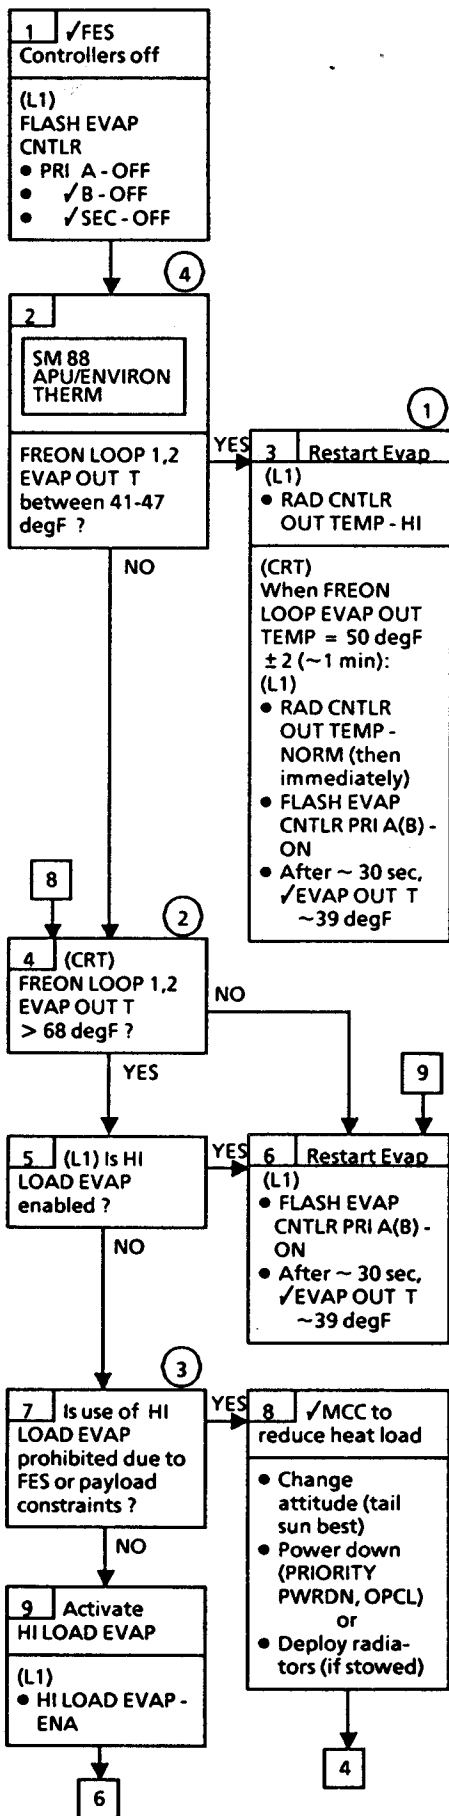 1 ✓FES
Controllers off
(L1)
FLASH EVAP
CNTLR
• PRI A - OFF
• ✓B - OFF
• ✓SEC - OFF
4
2
SM 88
APU/ENVIRON
THERM
FREON LOOP 1,2
EVAP OUT T
between 41-47
degF ?
YES
NO
1
3 Restart Evap
(L1)
• RAD CNTLR
OUT TEMP - HI
(CRT)
When FREON
LOOP EVAP OUT
TEMP = 50 degF
±2 (~1 min):
(L1)
• RAD CNTLR
OUT TEMP -
NORM (then
immediately)
• FLASH EVAP
CNTLR PRI A(B) -
ON
• After ~ 30 sec,
✓EVAP OUT T
~39 degF
8
2
4 (CRT)
FREON LOOP 1,2
EVAP OUT T
> 68 degF ?
NO
YES
9
5 (L1) Is HI
LOAD EVAP
enabled ?
YES
NO
6 Restart Evap
(L1)
• FLASH EVAP
CNTLR PRI A(B) -
ON
• After ~ 30 sec,
✓EVAP OUT T
~39 degF
3
7 Is use of HI
LOAD EVAP
prohibited due to
FES or payload
constraints ?
YES
NO
8 ✓MCC to
reduce heat load
• Change
attitude (tail
sun best)
• Power down
(PRIORITY
PWRDN, OPCL)
or
• Deploy radia-
tors (if stowed)
4
9 Activate
HI LOAD EVAP
(L1)
• HI LOAD EVAP -
ENA
6